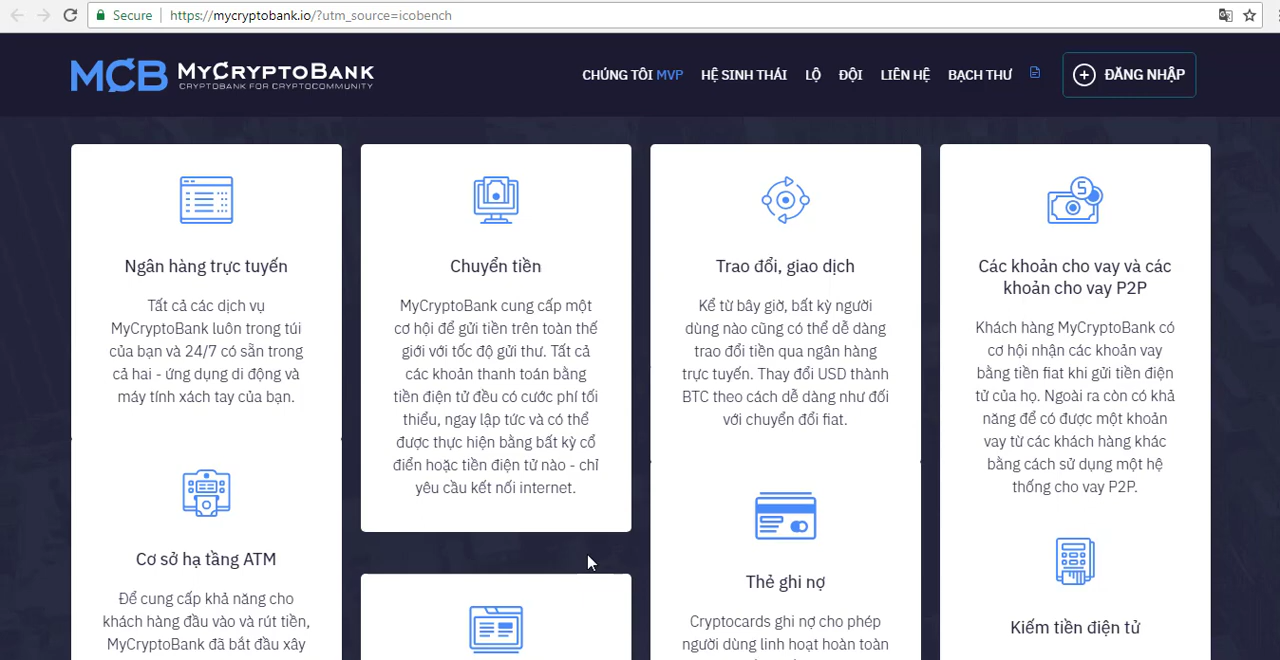 Secure
https://mycryptobank.io/?utm_source=icobench
MCB MYCRYPTOBANK
CRYPTOBANK FOR CRYPTOCOMMUNITY
CHÚNG TÔI MVP
HỆ SINH THÁI
LỘ
ĐỘI
LIÊN HỆ
BẠCH THƯ
ĐĂNG NHẬP
Ngân hàng trực tuyến
Tất cả các dịch vụ
MyCryptoBank luôn trong túi
của bạn và 24/7 có sẵn trong
cả hai - ứng dụng di động và
máy tính xách tay của bạn.
Cơ sở hạ tầng ATM
Để cung cấp khả năng cho
khách hàng đầu vào và rút tiền,
MyCryptoBank đã bắt đầu xây
Chuyển tiền
MyCryptoBank cung cấp một
cơ hội để gửi tiền trên toàn thế
giới với tốc độ gửi thư. Tất cả
các khoản thanh toán bằng
tiền điện tử đều có cước phí tối
thiểu, ngay lập tức và có thể
được thực hiện bằng bất kỳ cổ
điển hoặc tiền điện tử nào - chỉ
yêu cầu kết nối internet.
Trao đổi, giao dịch
Kể từ bây giờ, bất kỳ người
dùng nào cũng có thể dễ dàng
trao đổi tiền qua ngân hàng
trực tuyến. Thay đổi USD thành
BTC theo cách dễ dàng như đối
với chuyển đổi fiat.
Thẻ ghi nợ
Cryptocards ghi nợ cho phép
người dùng linh hoạt hoàn toàn
Các khoản cho vay và các
khoản cho vay P2P
Khách hàng MyCryptoBank có
cơ hội nhận các khoản vay
bằng tiền fiat khi gửi tiền điện
tử của họ. Ngoài ra còn có khả
năng để có được một khoản
vay từ các khách hàng khác
bằng cách sử dụng một hệ
thống cho vay P2P.
Kiếm tiền điện tử